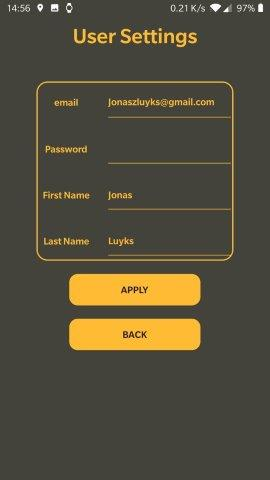 14:56 0.21 K/s 97%
User Settings
email Jonaszluyks@gmail.com
Password
First Name Jonas
Last Name Luyks
APPLY
BACK